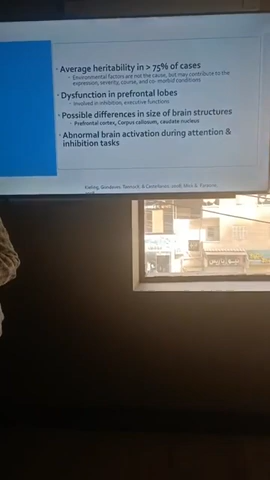 Average heritability in > 75% of cases
Environmental factors are not the cause, but may contribute to the
expression, severity, course, and co-morbid conditions
Dysfunction in prefrontal lobes
Involved in inhibition, executive functions
Possible differences in size of brain structures
Prefrontal cortex, Corpus callosum, caudate nucleus
Abnormal brain activation during attention &
inhibition tasks